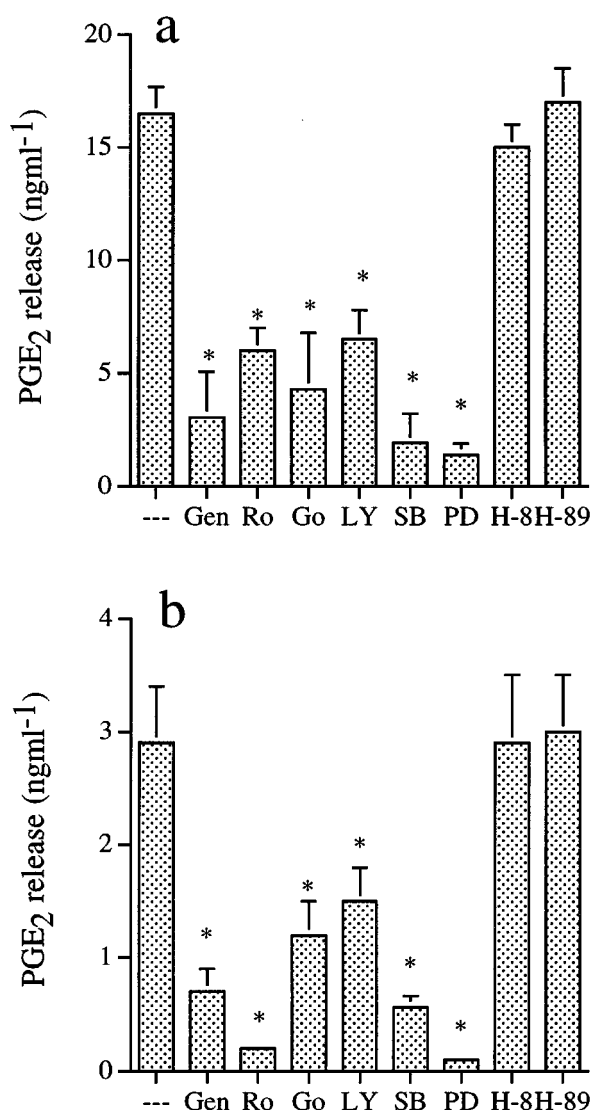 a
20
15
10
5
0
PGE2 release (ngml-1)
* * * * * *
--- Gen Ro Go LY SB PD H-8 H-89
b
4
3
2
1
0
PGE2 release (ngml-1)
* * * * * *
--- Gen Ro Go LY SB PD H-8 H-89